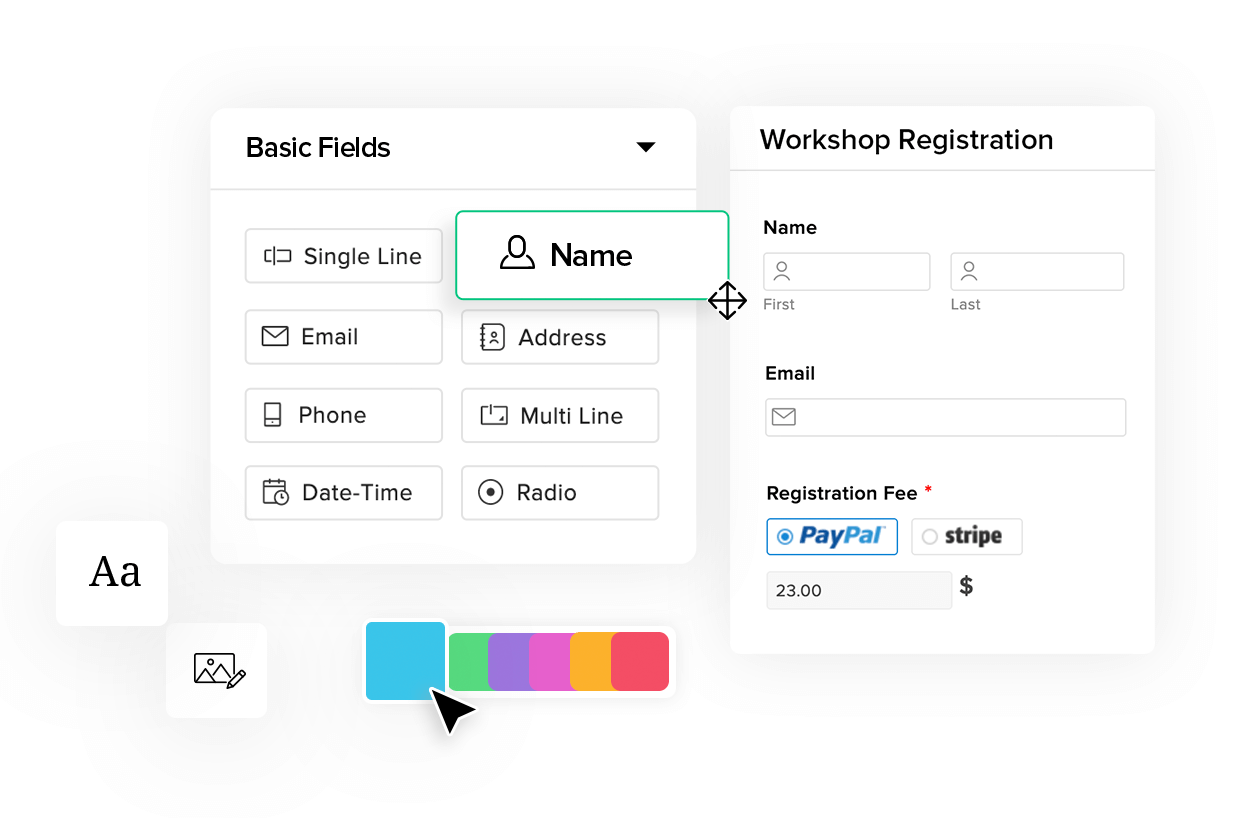 Basic Fields
Single Line
Name
Email
Address
Phone
Multi Line
Date-Time
Radio
Aa
Workshop Registration
Name
First
Last
Email
Registration Fee *
PayPal™
stripe
23.00
$